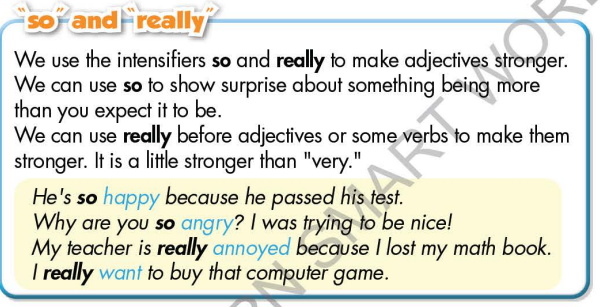 "so" and "really"
We use the intensifiers so and really to make adjectives stronger.
We can use so to show surprise about something being more
than you expect it to be.
We can use really before adjectives or some verbs to make them
stronger. It is a little stronger than "very."
He's so happy because he passed his test.
Why are you so angry? I was trying to be nice!
My teacher is really annoyed because I lost my math book.
I really want to buy that computer game.